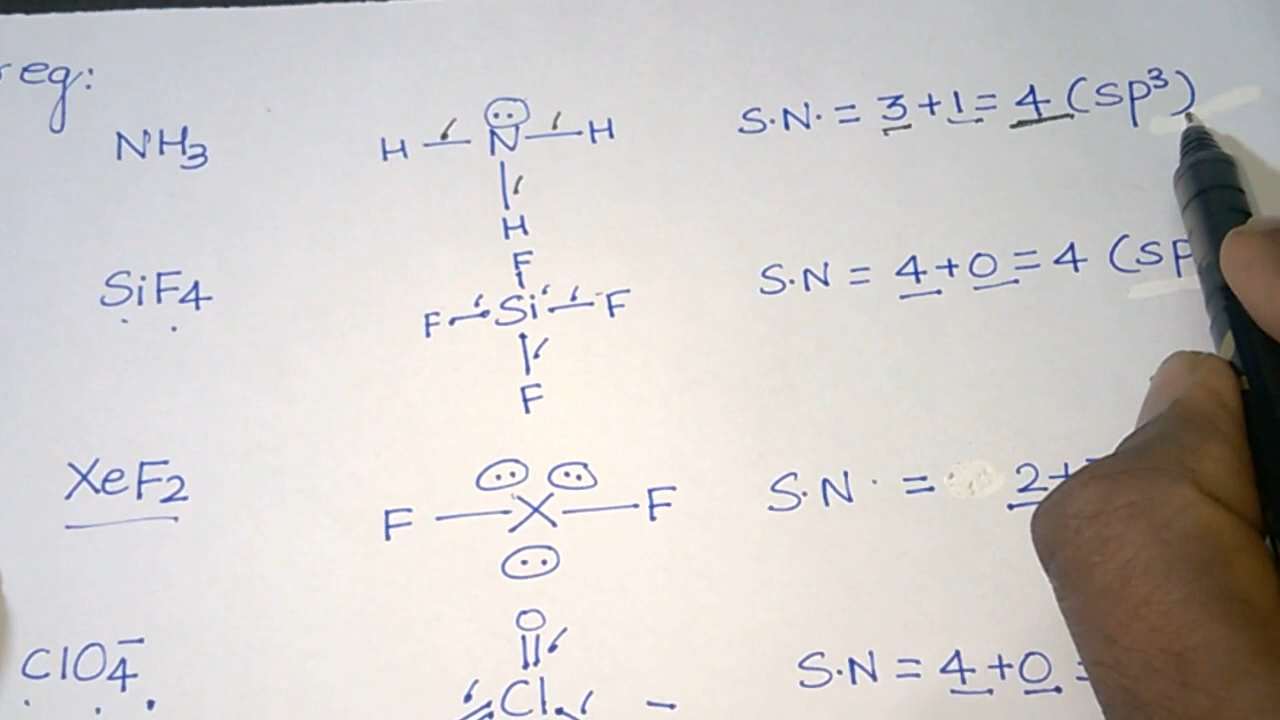 eg:
NH3
H — N — H
H
S.N. = 3+1 = 4 (sp³)
SiF4
F
F — Si — F
F
S.N = 4+0 = 4 (sp
XeF2
F — X — F
S.N. = 2+
ClO4⁻
O
Cl
S.N = 4+0 =